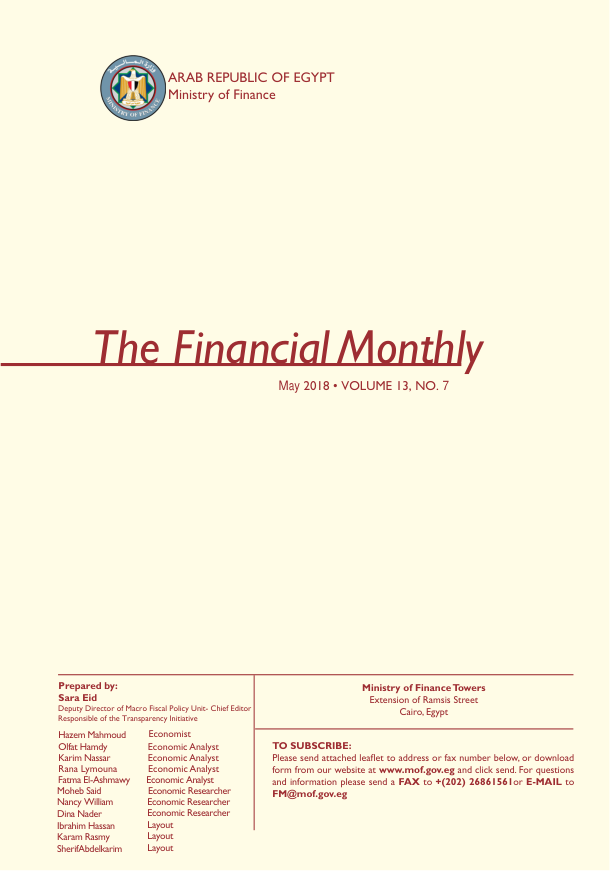 وزارة المالية
MINISTRY OF FINANCE
ARAB REPUBLIC OF EGYPT
Ministry of Finance
The Financial Monthly
May 2018 • VOLUME 13, NO. 7
Prepared by:
Sara Eid
Deputy Director of Macro Fiscal Policy Unit- Chief Editor
Responsible of the Transparency Initiative
Hazem Mahmoud Economist
Olfat Hamdy Economic Analyst
Karim Nassar Economic Analyst
Rana Lymouna Economic Analyst
Fatma El-Ashmawy Economic Analyst
Moheb Said Economic Researcher
Nancy William Economic Researcher
Dina Nader Economic Researcher
Ibrahim Hassan Layout
Karam Rasmy Layout
SherifAbdelkarim Layout
Ministry of Finance Towers
Extension of Ramsis Street
Cairo, Egypt
TO SUBSCRIBE:
Please send attached leaflet to address or fax number below, or download
form from our website at www.mof.gov.eg and click send. For questions
and information please send a FAX to +(202) 26861561or E-MAIL to
FM@mof.gov.eg